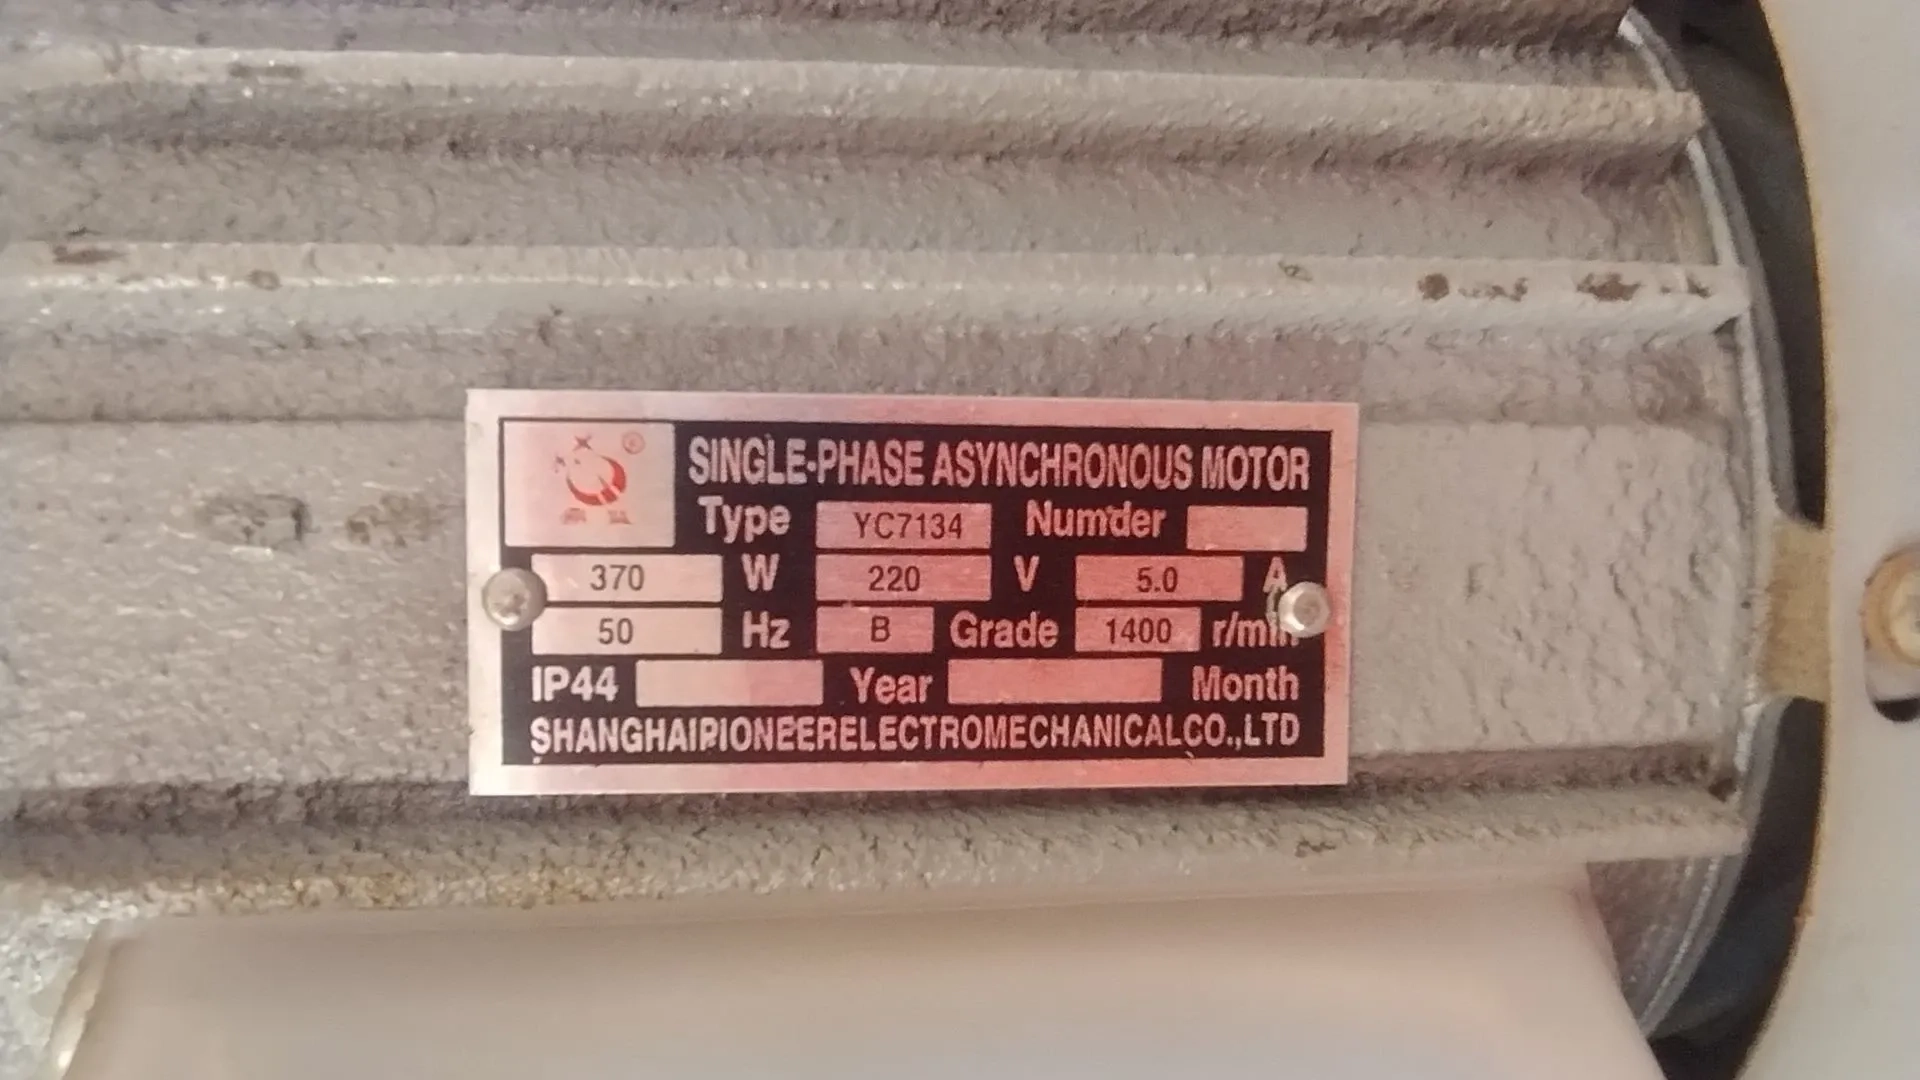 SINGLE-PHASE ASYNCHRONOUS MOTOR
Type YC7134 Numder
370 W 220 V 5.0 A
50 Hz B Grade 1400 r/min
IP44 Year Month
SHANGHAIPIONEERELECTROMECHANICALCO.,LTD